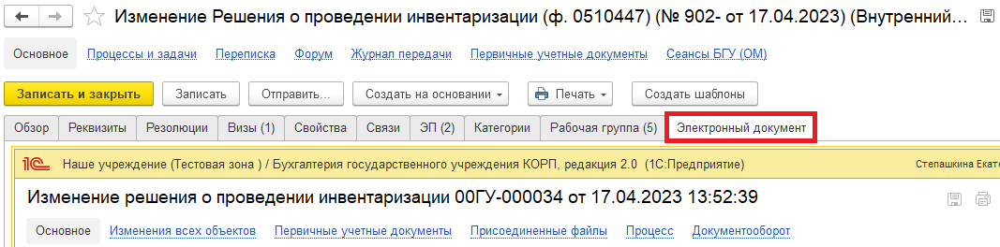 Изменение Решения о проведении инвентаризации (ф. 0510447) (№ 902- от 17.04.2023) (Внутренний...
Основное Процессы и задачи Переписка Форум Журнал передачи Первичные учетные документы Сеансы БГУ (ОМ)
Записать и закрыть Записать Отправить... Создать на основании Печать Создать шаблоны
Обзор Реквизиты Резолюции Визы (1) Свойства Связи ЭП (2) Категории Рабочая группа (5) Электронный документ
1С Наше учреждение (Тестовая зона ) / Бухгалтерия государственного учреждения КОРП, редакция 2.0 (1С:Предприятие) Степашкина Екате
Изменение решения о проведении инвентаризации 00ГУ-000034 от 17.04.2023 13:52:39
Основное Изменения всех объектов Первичные учетные документы Присоединенные файлы Процесс Документооборот